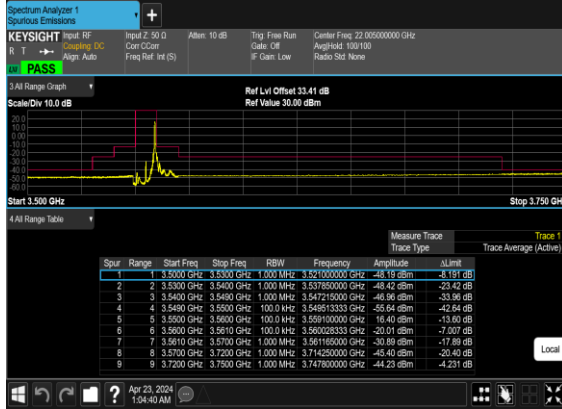 Spectrum Analyzer 1
Spurious Emissions
KEYSIGHT
R T
PASS
Input: RF
Coupling: DC
Align: Auto
Input Z: 50 Ω
Corr CCorr
Freq Ref: Int (S)
Atten: 10 dB
Trig: Free Run
Gate: Off
IF Gain: Low
Center Freq: 22.005000000 GHz
Avg|Hold: 100/100
Radio Std: None
3 All Range Graph
Scale/Div 10.0 dB
Ref Lvl Offset 33.41 dB
Ref Value 30.00 dBm
20.0
10.0
0.00
-10.0
-20.0
-30.0
-40.0
-50.0
-60.0
Start 3.500 GHz
Stop 3.750 GH
4 All Range Table
Measure Trace Trace 1
Trace Type Trace Average (Active)
Spur Range Start Freq Stop Freq RBW Frequency Amplitude ΔLimit
1 1 3.5000 GHz 3.5300 GHz 1.000 MHz 3.521000000 GHz -48.19 dBm -8.191 dB
2 2 3.5300 GHz 3.5400 GHz 1.000 MHz 3.537850000 GHz -48.42 dBm -23.42 dB
3 3 3.5400 GHz 3.5490 GHz 1.000 MHz 3.547215000 GHz -46.96 dBm -33.96 dB
4 4 3.5490 GHz 3.5500 GHz 100.0 kHz 3.549513333 GHz -55.64 dBm -42.64 dB
5 5 3.5500 GHz 3.5600 GHz 100.0 kHz 3.559100000 GHz 16.40 dBm -13.60 dB
6 6 3.5600 GHz 3.5610 GHz 100.0 kHz 3.560028333 GHz -20.01 dBm -7.007 dB
7 7 3.5610 GHz 3.5700 GHz 1.000 MHz 3.561165000 GHz -30.89 dBm -17.89 dB
8 8 3.5700 GHz 3.7200 GHz 1.000 MHz 3.714250000 GHz -45.40 dBm -20.40 dB
9 9 3.7200 GHz 3.7500 GHz 1.000 MHz 3.747800000 GHz -44.23 dBm -4.231 dB
Local
Apr 23, 2024
1:04:40 AM